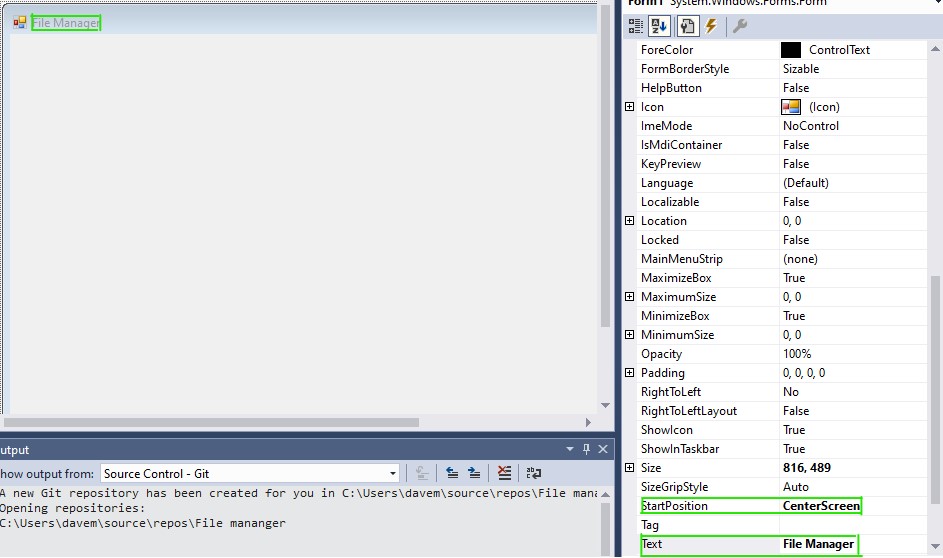 File Manager
Form1 System.Windows.Forms.Form
ForeColor ControlText
FormBorderStyle Sizable
HelpButton False
Icon (Icon)
ImeMode NoControl
IsMdiContainer False
KeyPreview False
Language (Default)
Localizable False
Location 0, 0
Locked False
MainMenuStrip (none)
MaximizeBox True
MaximumSize 0, 0
MinimizeBox True
MinimumSize 0, 0
Opacity 100%
Padding 0, 0, 0, 0
RightToLeft No
RightToLeftLayout False
ShowIcon True
ShowInTaskbar True
Size 816, 489
SizeGripStyle Auto
StartPosition CenterScreen
Tag
Text File Manager
utput
how output from: Source Control - Git
A new Git repository has been created for you in C:\Users\davem\source\repos\File mana
Opening repositories:
C:\Users\davem\source\repos\File mananger